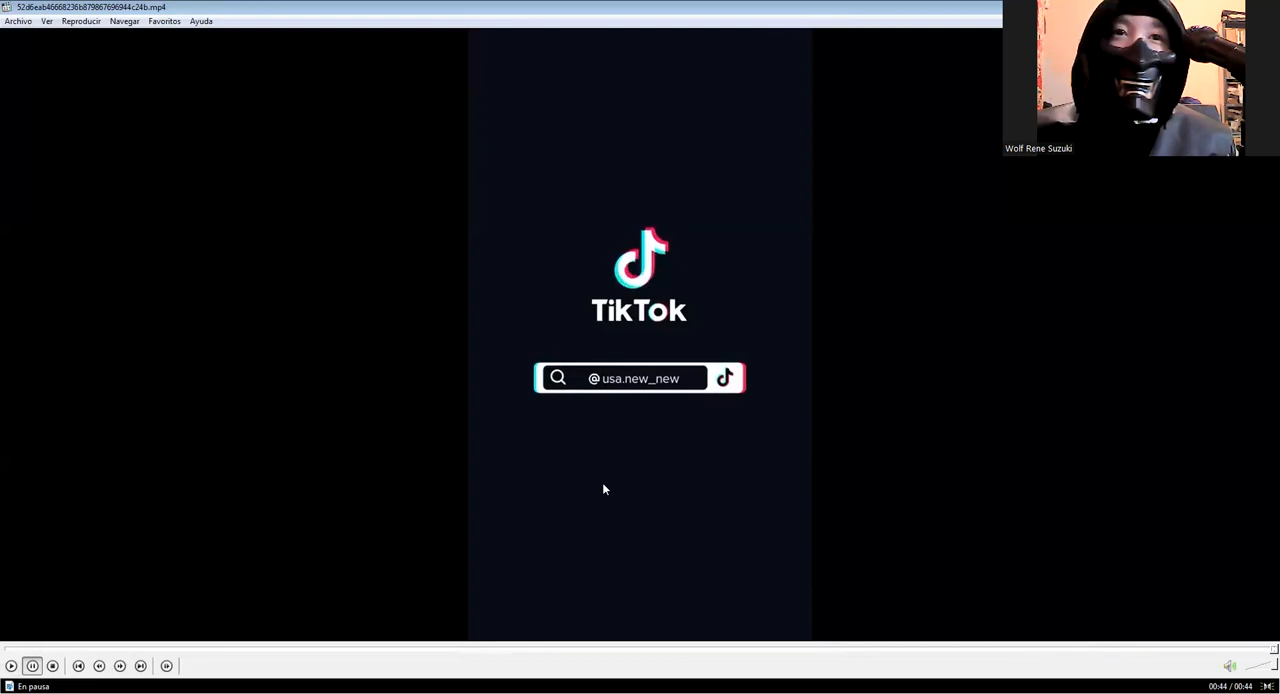 52d6eab46668236b879867696944c24b.mp4
Archivo Ver Reproducir Navegar Favoritos Ayuda
Wolf Rene Suzuki
TikTok
@usa.new_new
En pausa
00:44 / 00:44